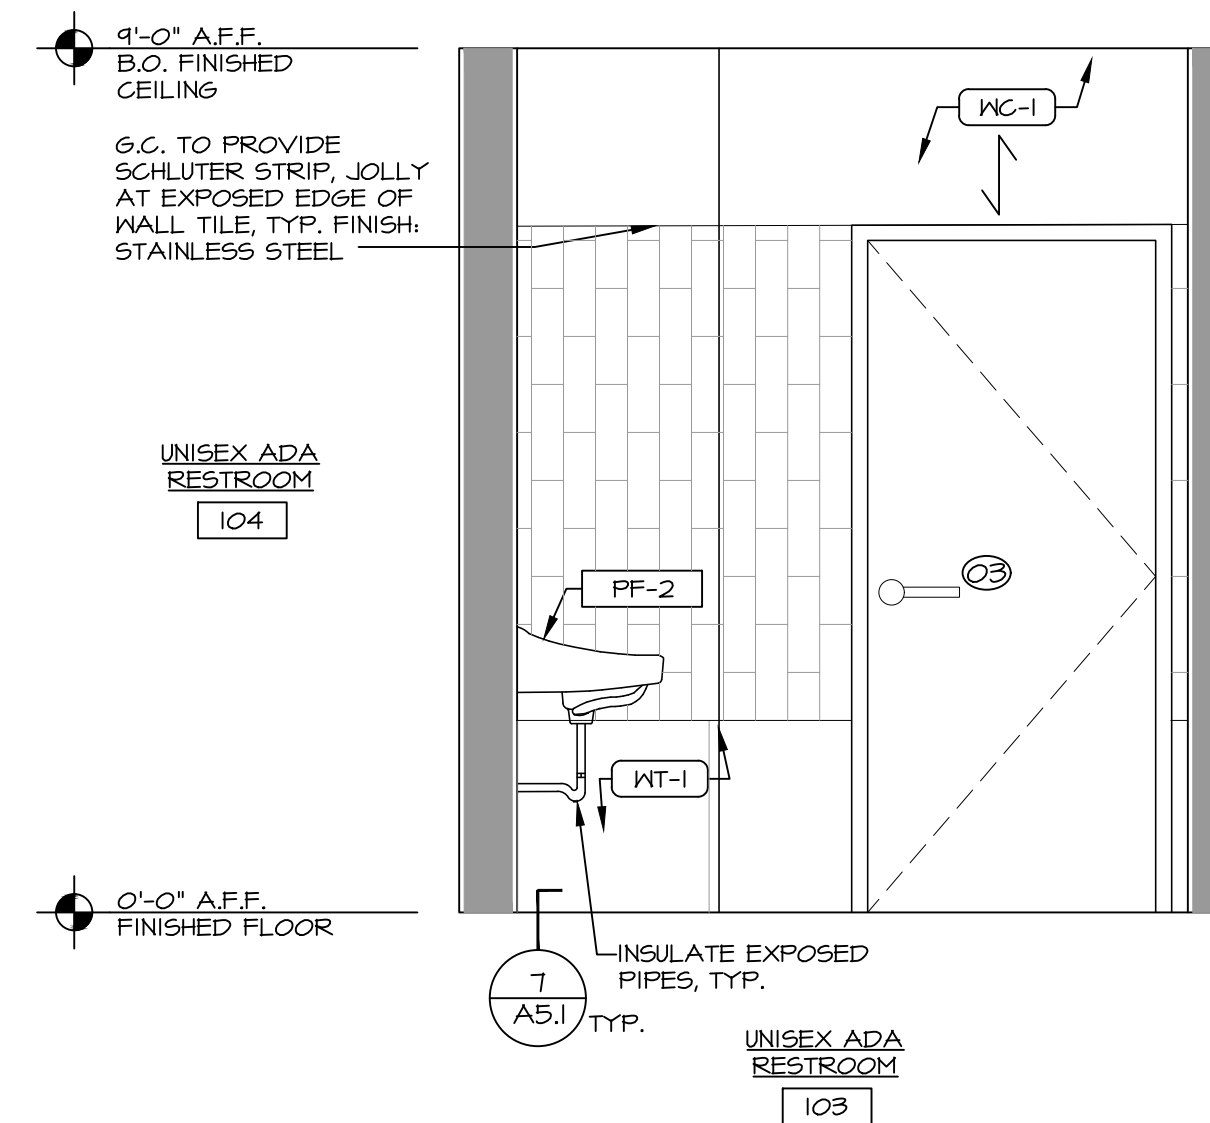 9'-0" A.F.F.
B.O. FINISHED
CEILING
G.C. TO PROVIDE
SCHLUTER STRIP, JOLLY
AT EXPOSED EDGE OF
WALL TILE, TYP. FINISH:
STAINLESS STEEL
WC-1
UNISEX ADA
RESTROOM
104
PF-2
03
WT-1
0'-0" A.F.F.
FINISHED FLOOR
INSULATE EXPOSED
PIPES, TYP.
7
A5.1
TYP.
UNISEX ADA
RESTROOM
103